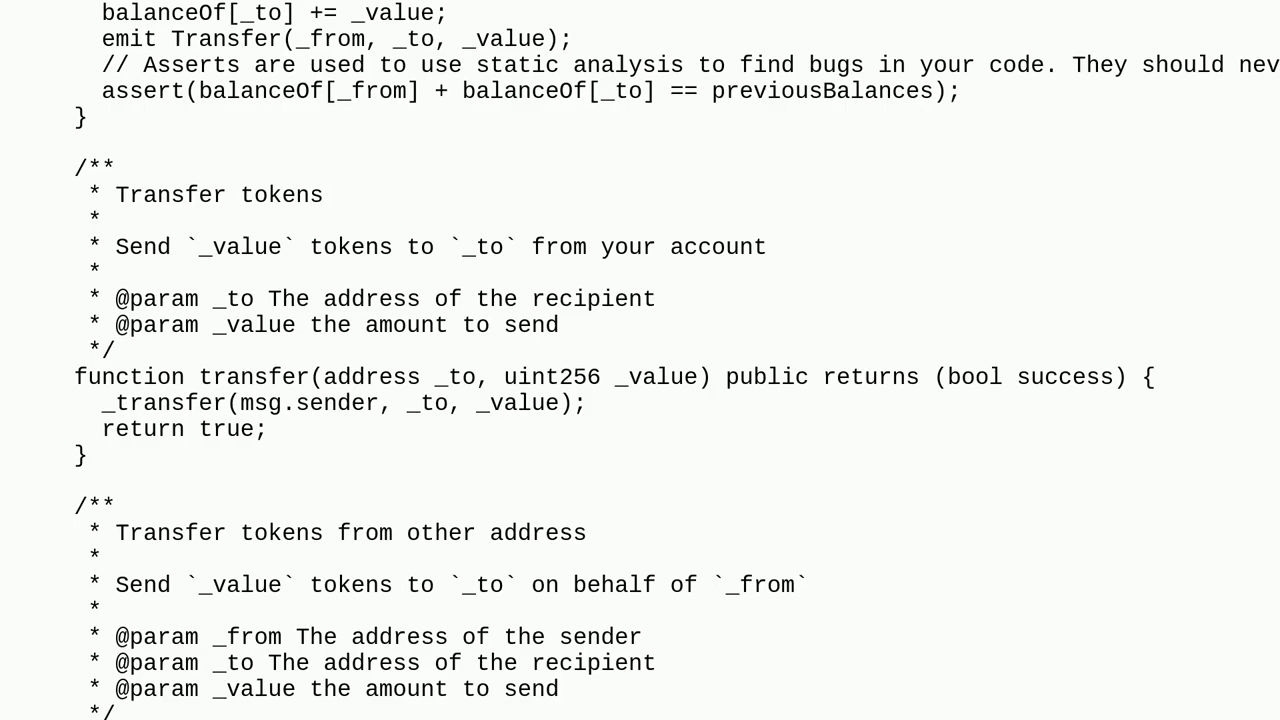 balanceOf[_to] += _value;
emit Transfer(_from, _to, _value);
// Asserts are used to use static analysis to find bugs in your code. They should nev
assert(balanceOf[_from] + balanceOf[_to] == previousBalances);
}
/**
* Transfer tokens
*
* Send `_value` tokens to `_to` from your account
*
* @param _to The address of the recipient
* @param _value the amount to send
*/
function transfer(address _to, uint256 _value) public returns (bool success) {
_transfer(msg.sender, _to, _value);
return true;
}
/**
* Transfer tokens from other address
*
* Send `_value` tokens to `_to` on behalf of `_from`
*
* @param _from The address of the sender
* @param _to The address of the recipient
* @param _value the amount to send
*/